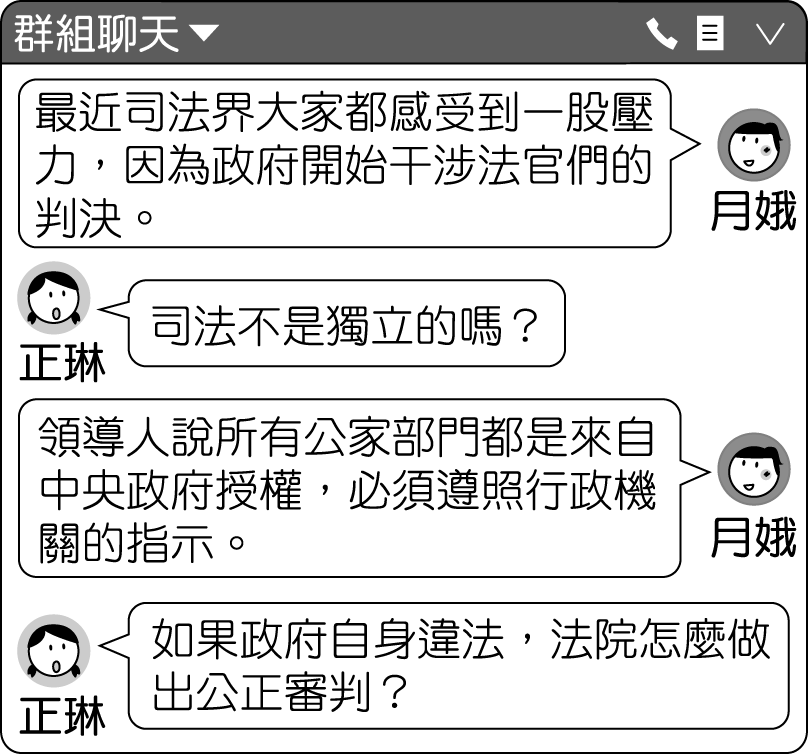 群組聊天
最近司法界大家都感受到一股壓
力，因為政府開始干涉法官們的
判決。
月娥
司法不是獨立的嗎？
正琳
領導人說所有公家部門都是來自
中央政府授權，必須遵照行政機
關的指示。
月娥
如果政府自身違法，法院怎麼做
出公正審判？
正琳